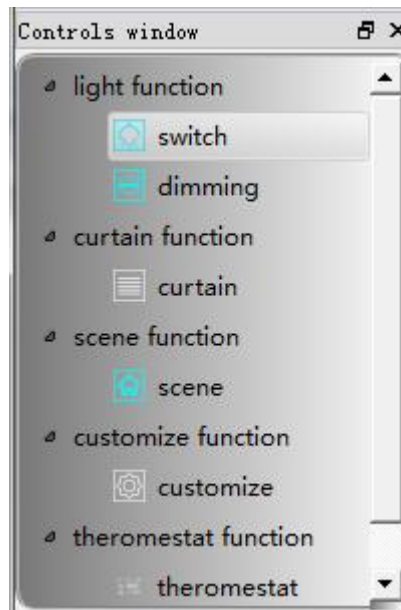 Controls window
light function
switch
dimming
curtain function
curtain
scene function
scene
customize function
customize
theromestat function
theromestat